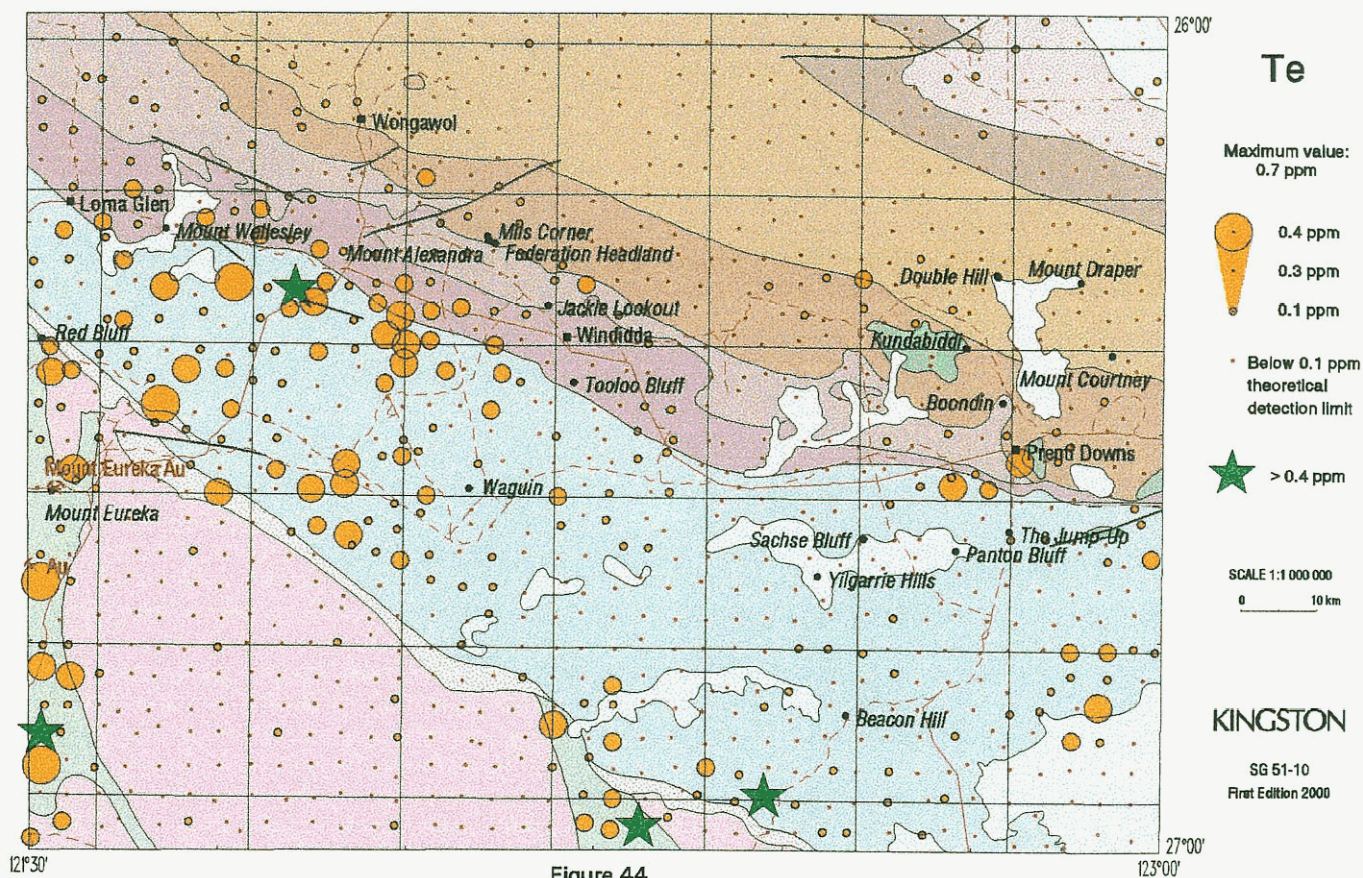 26°00'
Te
Maximum value:
0.7 ppm
0.4 ppm
0.3 ppm
0.1 ppm
Below 0.1 ppm
theoretical
detection limit
> 0.4 ppm
SCALE 1:1 000 000
0 10 km
KINGSTON
SG 51-10
First Edition 2000
Wongawol
Lorna Glen
Mount Wellesley
Mils Corner
Mount Alexandra
Federation Headland
Double Hill
Mount Draper
Jackie Lookout
Red Bluff
Windidda
Kundabiddi
Tooloo Bluff
Mount Courtney
Boondin
Prenti Downs
Mount Eureka Au
Waguin
Mount Eureka
Sachse Bluff
The Jump-Up
Panton Bluff
Au
Yilgarrie Hills
Beacon Hill
27°00'
121°30'
123°00'
Figure 44